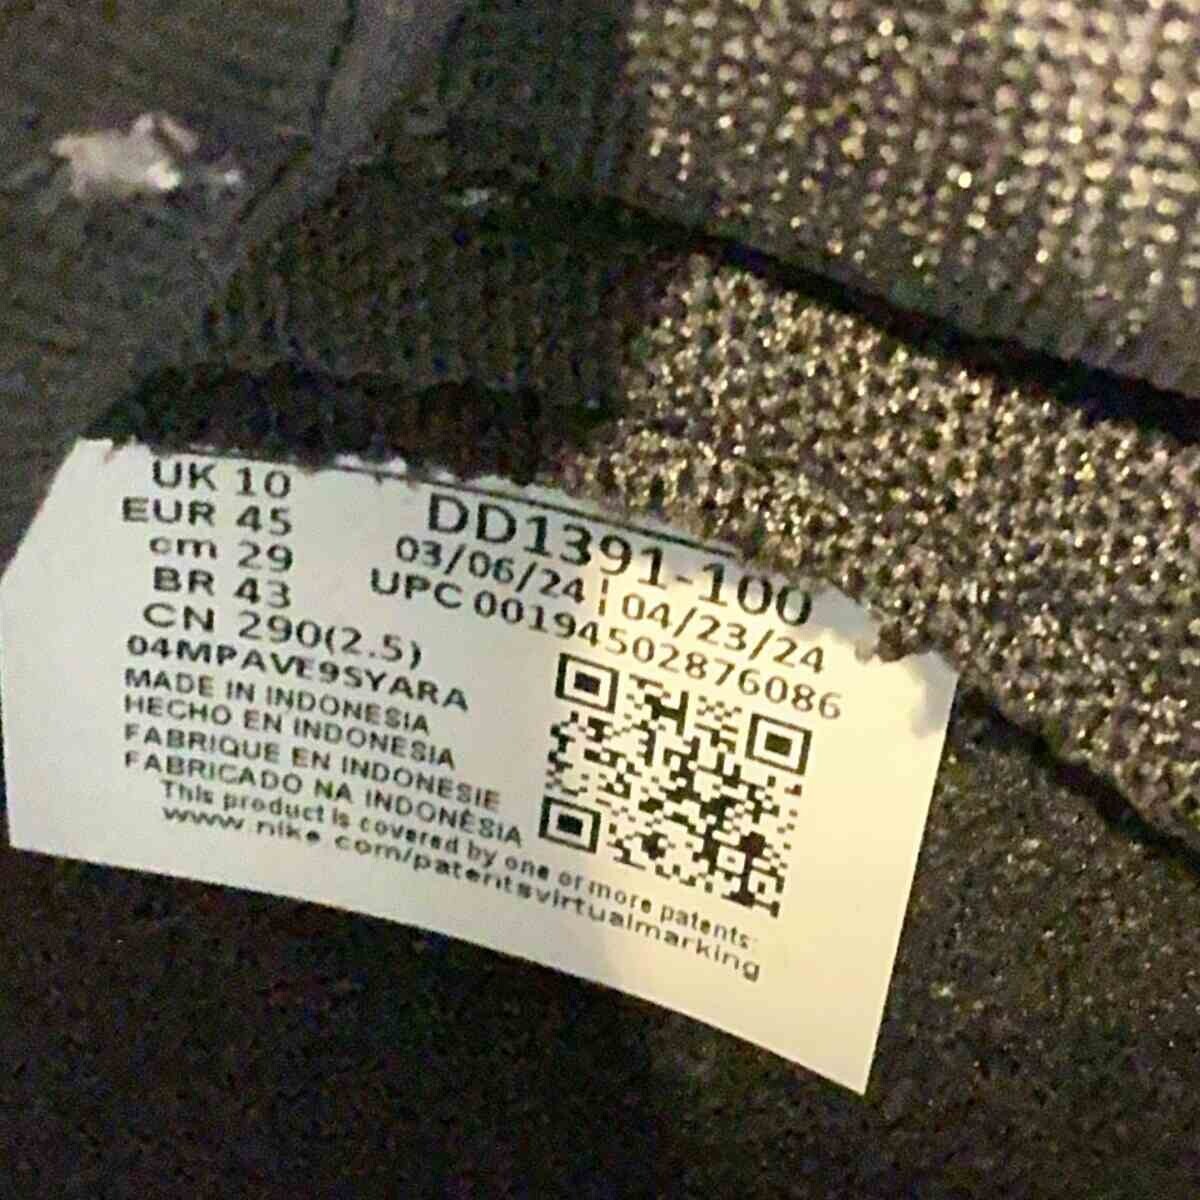 UK 10
EUR 45
cm 29
BR 43
CN 290(2.5)
04MPAVE9SYARA
MADE IN INDONESIA
HECHO EN INDONESIA
FABRIQUE EN INDONESIE
FABRICADO NA INDONÉSIA
This product is covered by one or more patents:
www.nike.com/patentsvirtualmarking
DD1391-100
03/06/24 ¦ 04/23/24
UPC 00194502876086